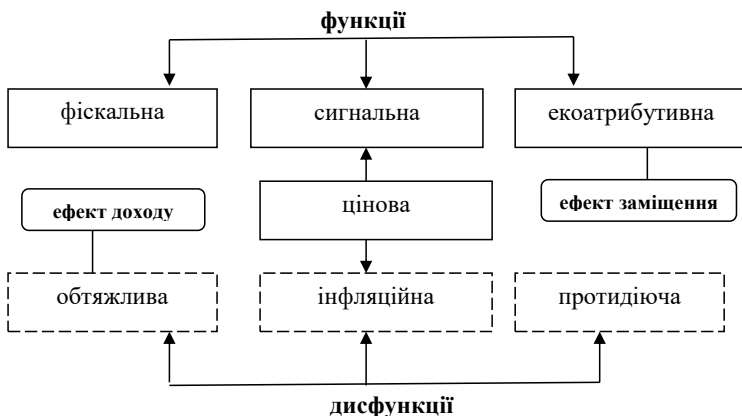 функції
фіскальна
сигнальна
екоатрибутивна
ефект доходу
цінова
ефект заміщення
обтяжлива
інфляційна
протидіюча
дисфункції